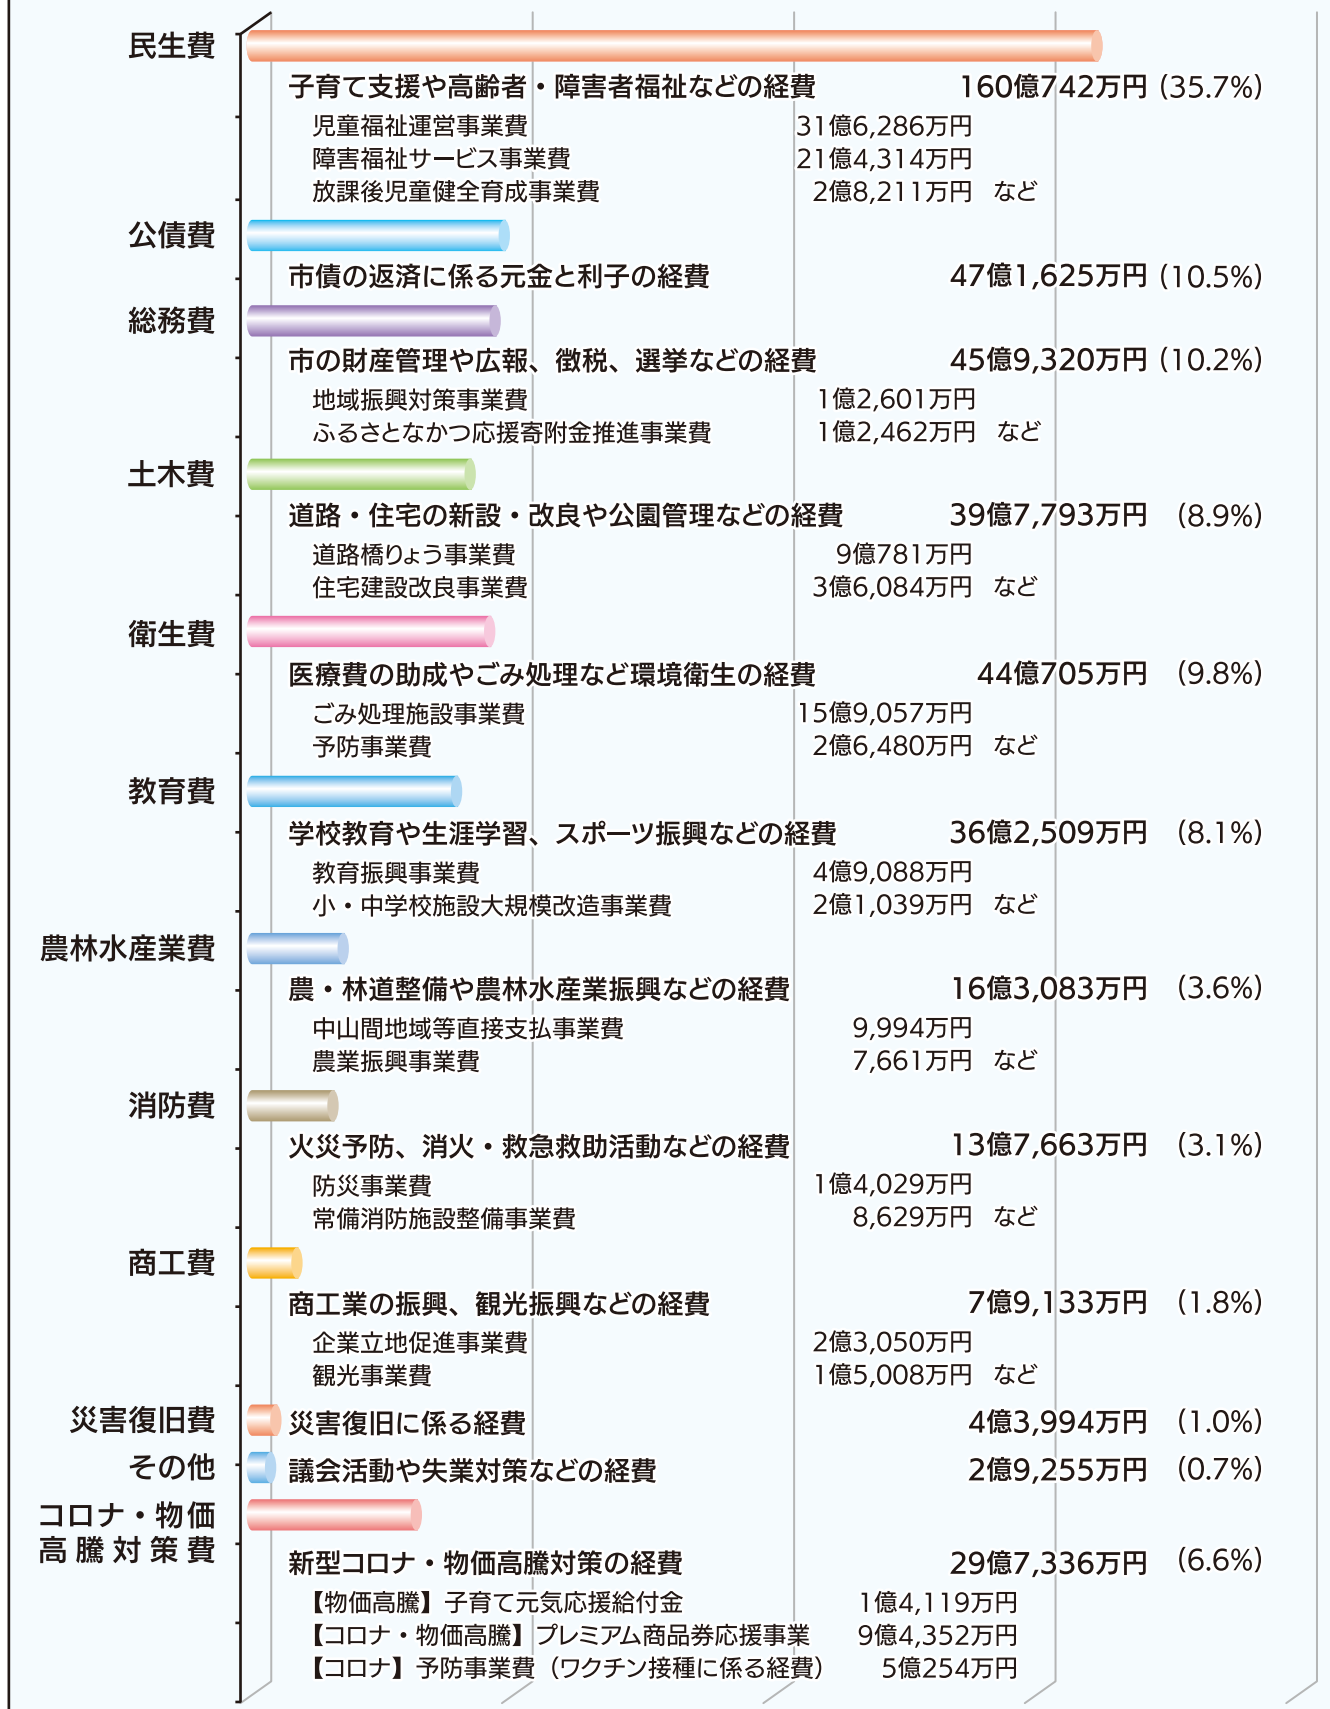 民生費
子育て支援や高齢者・障害者福祉などの経費 160億742万円 (35.7%)
児童福祉運営事業費 31億6,286万円
障害福祉サービス事業費 21億4,314万円
放課後児童健全育成事業費 2億8,211万円 など
公債費
市債の返済に係る元金と利子の経費 47億1,625万円 (10.5%)
総務費
市の財産管理や広報、徴税、選挙などの経費 45億9,320万円 (10.2%)
地域振興対策事業費 1億2,601万円
ふるさとなかつ応援寄附金推進事業費 1億2,462万円 など
土木費
道路・住宅の新設・改良や公園管理などの経費 39億7,793万円 (8.9%)
道路橋りょう事業費 9億781万円
住宅建設改良事業費 3億6,084万円 など
衛生費
医療費の助成やごみ処理など環境衛生の経費 44億705万円 (9.8%)
ごみ処理施設事業費 15億9,057万円
予防事業費 2億6,480万円 など
教育費
学校教育や生涯学習、スポーツ振興などの経費 36億2,509万円 (8.1%)
教育振興事業費 4億9,088万円
小・中学校施設大規模改造事業費 2億1,039万円 など
農林水産業費
農・林道整備や農林水産業振興などの経費 16億3,083万円 (3.6%)
中山間地域等直接支払事業費 9,994万円
農業振興事業費 7,661万円 など
消防費
火災予防、消火・救急救助活動などの経費 13億7,663万円 (3.1%)
防災事業費 1億4,029万円
常備消防施設整備事業費 8,629万円 など
商工費
商工業の振興、観光振興などの経費 7億9,133万円 (1.8%)
企業立地促進事業費 2億3,050万円
観光事業費 1億5,008万円 など
災害復旧費 災害復旧に係る経費 4億3,994万円 (1.0%)
その他 議会活動や失業対策などの経費 2億9,255万円 (0.7%)
コロナ・物価
高騰対策費
新型コロナ・物価高騰対策の経費 29億7,336万円 (6.6%)
【物価高騰】子育て元気応援給付金 1億4,119万円
【コロナ・物価高騰】プレミアム商品券応援事業 9億4,352万円
【コロナ】予防事業費（ワクチン接種に係る経費） 5億254万円